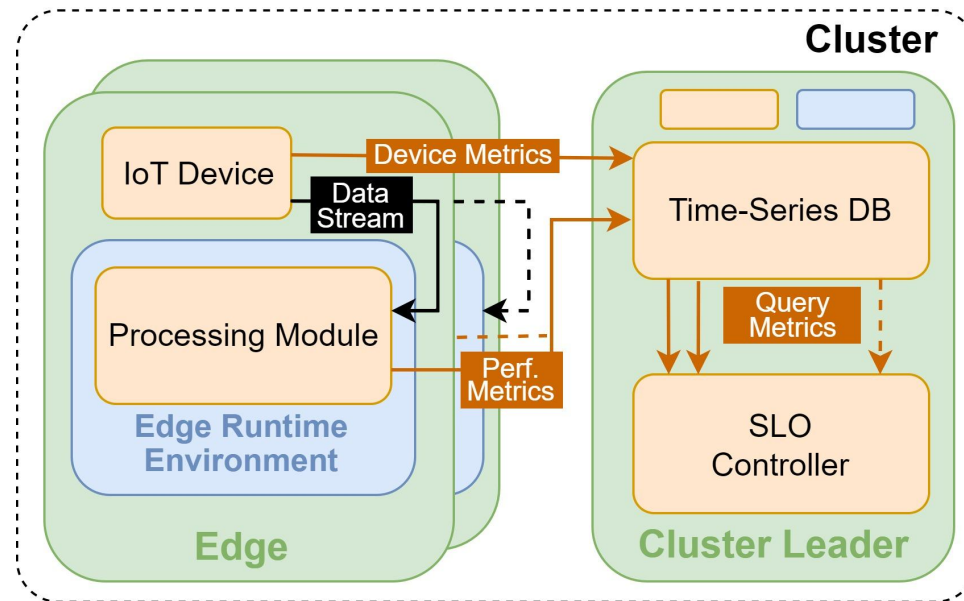 Cluster
IoT Device
Device Metrics
Data
Stream
Processing Module
Perf.
Metrics
Edge Runtime
Environment
Edge
Time-Series DB
Query
Metrics
SLO
Controller
Cluster Leader